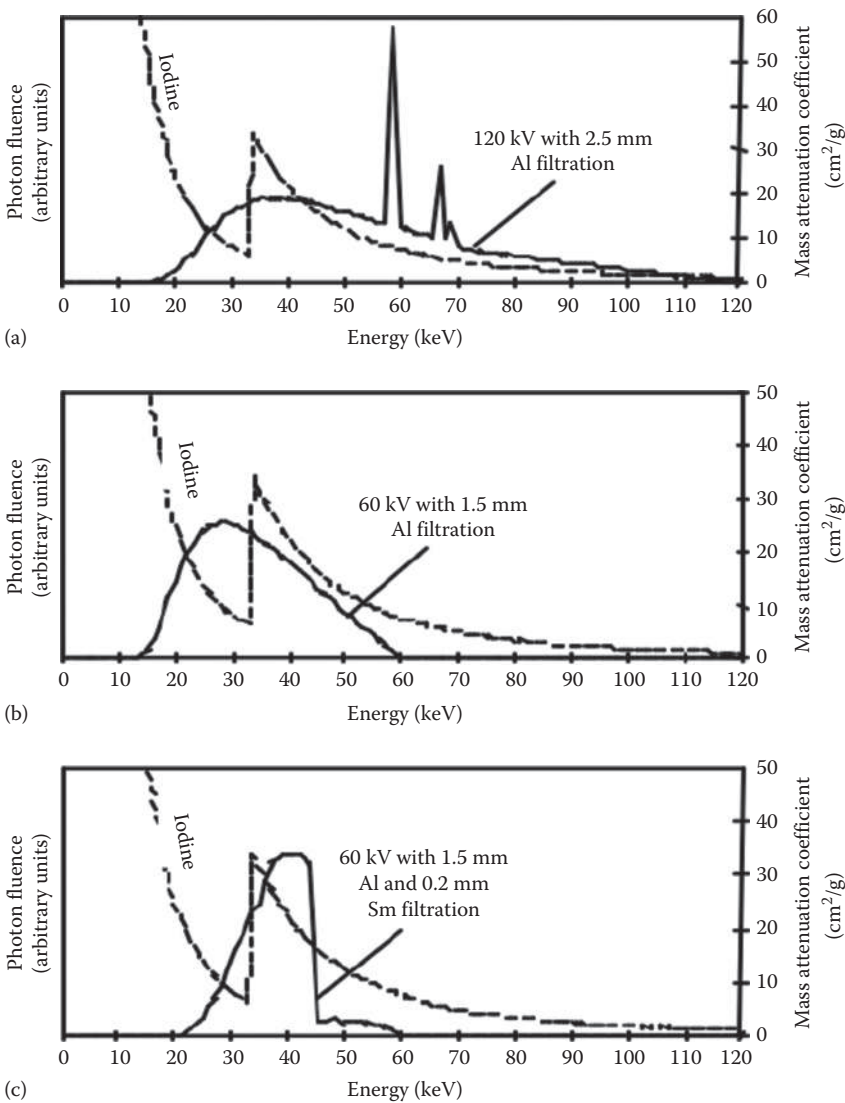 Photon fluence
(arbitrary units)
Iodine
120 kV with 2.5 mm
Al filtration
60
50
40
30
20
10
0
Mass attenuation coefficient
(cm²/g)
0 10 20 30 40 50 60 70 80 90 100 110 120
(a)
Energy (keV)
Photon fluence
(arbitrary units)
Iodine
60 kV with 1.5 mm
Al filtration
50
40
30
20
10
0
Mass attenuation coefficient
(cm²/g)
0 10 20 30 40 50 60 70 80 90 100 110 120
(b)
Energy (keV)
Photon fluence
(arbitrary units)
Iodine
60 kV with 1.5 mm
Al and 0.2 mm
Sm filtration
50
40
30
20
10
0
Mass attenuation coefficient
(cm²/g)
0 10 20 30 40 50 60 70 80 90 100 110 120
(c)
Energy (keV)